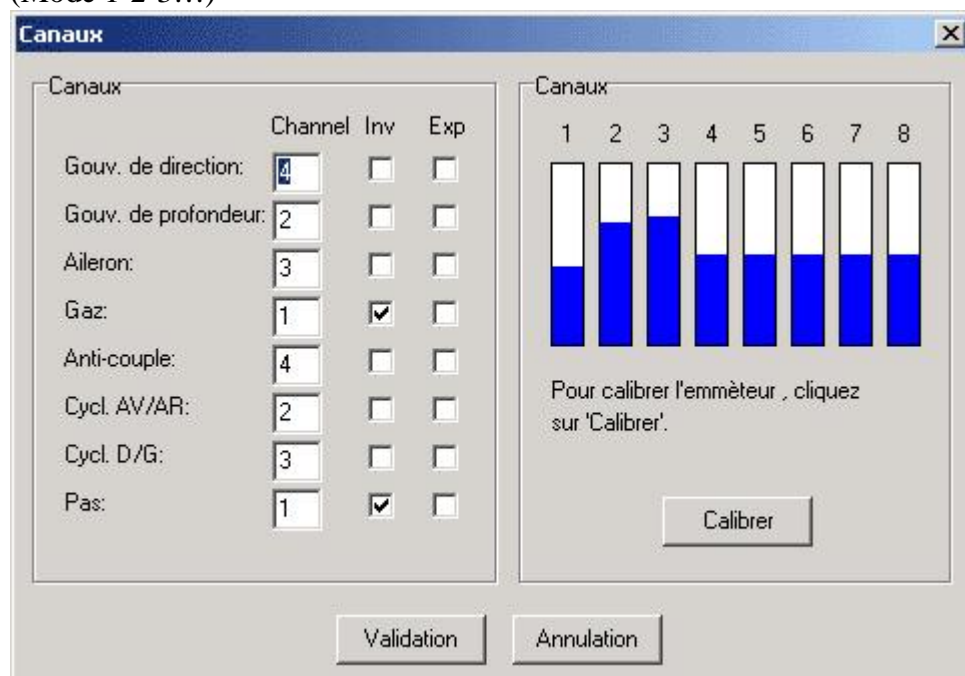 (Mode 1-2-3…)
Canaux
Canaux
Channel Inv Exp
Gouv. de direction: 4
Gouv. de profondeur: 2
Aileron: 3
Gaz: 1
Anti-couple: 4
Cycl. AV/AR: 2
Cycl. D/G: 3
Pas: 1
Canaux
1 2 3 4 5 6 7 8
Pour calibrer l'emmèteur , cliquez
sur 'Calibrer'.
Calibrer
Validation
Annulation